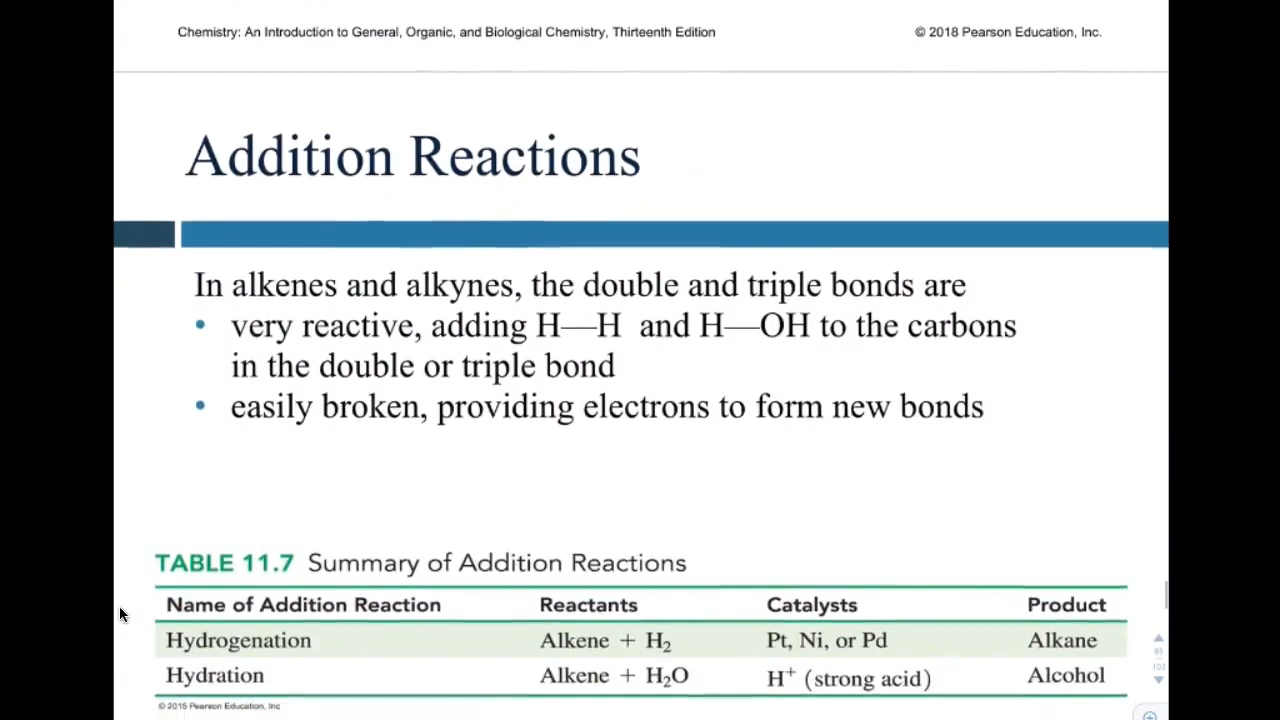 Chemistry: An Introduction to General, Organic, and Biological Chemistry, Thirteenth Edition © 2018 Pearson Education, Inc.
Addition Reactions
In alkenes and alkynes, the double and triple bonds are
• very reactive, adding H—H and H—OH to the carbons
in the double or triple bond
• easily broken, providing electrons to form new bonds
TABLE 11.7 Summary of Addition Reactions
Name of Addition Reaction Reactants Catalysts Product
Hydrogenation Alkene + H₂ Pt, Ni, or Pd Alkane
Hydration Alkene + H₂O H⁺ (strong acid) Alcohol
© 2015 Pearson Education, Inc
85
103